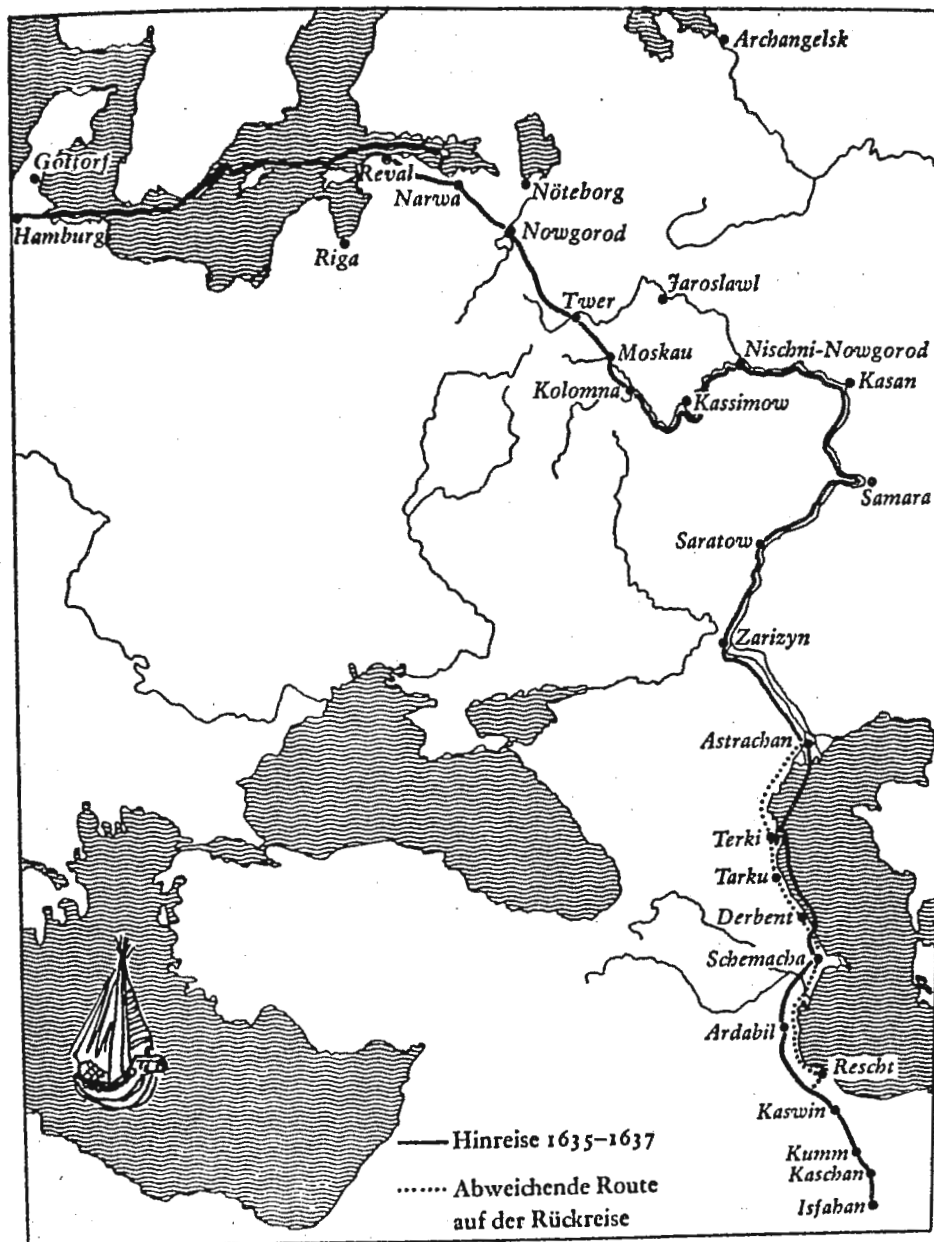 Archangelsk
Gottorf
Reval
Narwa
Nöteborg
Hamburg
Riga
Nowgorod
Jaroslawl
Twer
Moskau
Nischni-Nowgorod
Kolomna
Kassimow
Kasan
Samara
Saratow
Zarizyn
Astrachan
Terki
Tarku
Derbent
Schemacha
Ardabil
Rescht
Kaswin
Hinreise 1635–1637
Kumm
Kaschan
Abweichende Route
auf der Rückreise
Isfahan